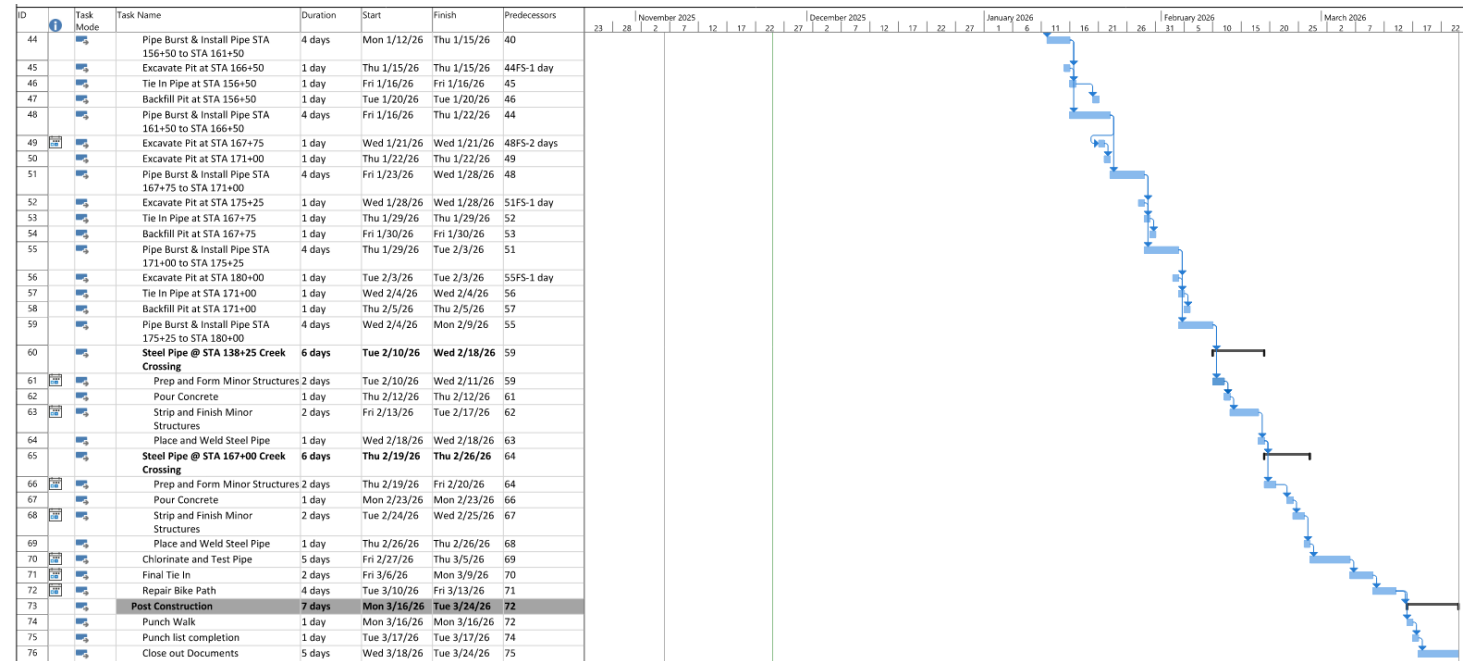 ID Task Mode Task Name Duration Start Finish Predecessors
November 2025 December 2025 January 2026 February 2026 March 2026
23 28 2 7 12 17 22 27 2 7 12 17 22 27 1 6 11 16 21 26 31 5 10 15 20 25 2 7 12 17 22
44 Pipe Burst & Install Pipe STA 4 days Mon 1/12/26 Thu 1/15/26 40
156+50 to STA 161+50
45 Excavate Pit at STA 166+50 1 day Thu 1/15/26 Thu 1/15/26 44FS-1 day
46 Tie In Pipe at STA 156+50 1 day Fri 1/16/26 Fri 1/16/26 45
47 Backfill Pit at STA 156+50 1 day Tue 1/20/26 Tue 1/20/26 46
48 Pipe Burst & Install Pipe STA 4 days Fri 1/16/26 Thu 1/22/26 44
161+50 to STA 166+50
49 Excavate Pit at STA 167+75 1 day Wed 1/21/26 Wed 1/21/26 48FS-2 days
50 Excavate Pit at STA 171+00 1 day Thu 1/22/26 Thu 1/22/26 49
51 Pipe Burst & Install Pipe STA 4 days Fri 1/23/26 Wed 1/28/26 48
167+75 to STA 171+00
52 Excavate Pit at STA 175+25 1 day Wed 1/28/26 Wed 1/28/26 51FS-1 day
53 Tie In Pipe at STA 167+75 1 day Thu 1/29/26 Thu 1/29/26 52
54 Backfill Pit at STA 167+75 1 day Fri 1/30/26 Fri 1/30/26 53
55 Pipe Burst & Install Pipe STA 4 days Thu 1/29/26 Tue 2/3/26 51
171+00 to STA 175+25
56 Excavate Pit at STA 180+00 1 day Tue 2/3/26 Tue 2/3/26 55FS-1 day
57 Tie In Pipe at STA 171+00 1 day Wed 2/4/26 Wed 2/4/26 56
58 Backfill Pit at STA 171+00 1 day Thu 2/5/26 Thu 2/5/26 57
59 Pipe Burst & Install Pipe STA 4 days Wed 2/4/26 Mon 2/9/26 55
175+25 to STA 180+00
60 Steel Pipe @ STA 138+25 Creek 6 days Tue 2/10/26 Wed 2/18/26 59
Crossing
61 Prep and Form Minor Structures 2 days Tue 2/10/26 Wed 2/11/26 59
62 Pour Concrete 1 day Thu 2/12/26 Thu 2/12/26 61
63 Strip and Finish Minor 2 days Fri 2/13/26 Tue 2/17/26 62
Structures
64 Place and Weld Steel Pipe 1 day Wed 2/18/26 Wed 2/18/26 63
65 Steel Pipe @ STA 167+00 Creek 6 days Thu 2/19/26 Thu 2/26/26 64
Crossing
66 Prep and Form Minor Structures 2 days Thu 2/19/26 Fri 2/20/26 64
67 Pour Concrete 1 day Mon 2/23/26 Mon 2/23/26 66
68 Strip and Finish Minor 2 days Tue 2/24/26 Wed 2/25/26 67
Structures
69 Place and Weld Steel Pipe 1 day Thu 2/26/26 Thu 2/26/26 68
70 Chlorinate and Test Pipe 5 days Fri 2/27/26 Thu 3/5/26 69
71 Final Tie In 2 days Fri 3/6/26 Mon 3/9/26 70
72 Repair Bike Path 4 days Tue 3/10/26 Fri 3/13/26 71
73 Post Construction 7 days Mon 3/16/26 Tue 3/24/26 72
74 Punch Walk 1 day Mon 3/16/26 Mon 3/16/26 72
75 Punch list completion 1 day Tue 3/17/26 Tue 3/17/26 74
76 Close out Documents 5 days Wed 3/18/26 Tue 3/24/26 75